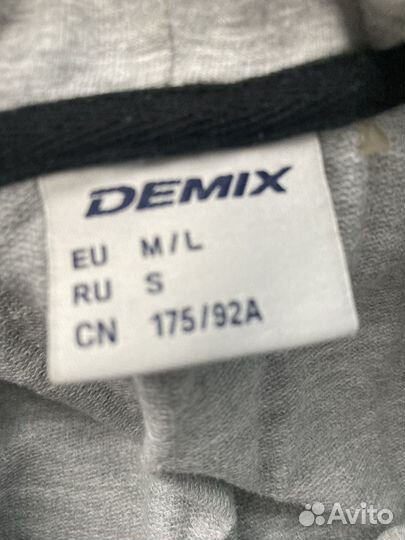 DEMIX
EU M/L
RU S
CN 175/92A
Avito